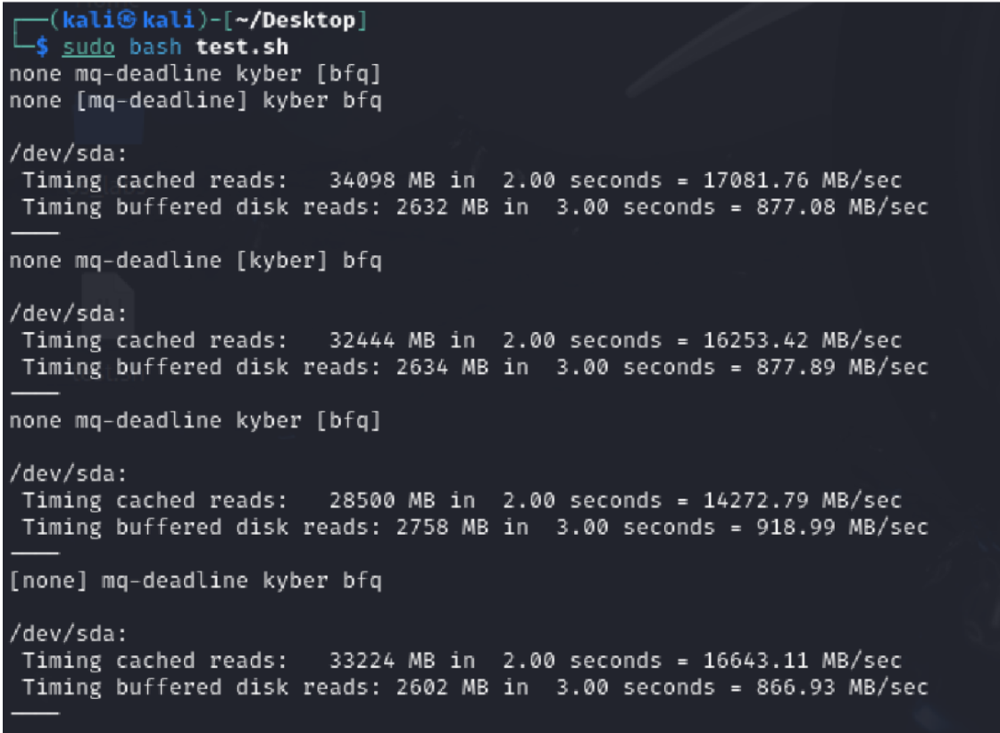 ┌──(kali㉿kali)-[~/Desktop]
└─$ sudo bash test.sh
none mq-deadline kyber [bfq]
none [mq-deadline] kyber bfq

/dev/sda:
 Timing cached reads:   34098 MB in  2.00 seconds = 17081.76 MB/sec
 Timing buffered disk reads: 2632 MB in  3.00 seconds = 877.08 MB/sec
────
none mq-deadline [kyber] bfq

/dev/sda:
 Timing cached reads:   32444 MB in  2.00 seconds = 16253.42 MB/sec
 Timing buffered disk reads: 2634 MB in  3.00 seconds = 877.89 MB/sec
────
none mq-deadline kyber [bfq]

/dev/sda:
 Timing cached reads:   28500 MB in  2.00 seconds = 14272.79 MB/sec
 Timing buffered disk reads: 2758 MB in  3.00 seconds = 918.99 MB/sec
────
[none] mq-deadline kyber bfq

/dev/sda:
 Timing cached reads:   33224 MB in  2.00 seconds = 16643.11 MB/sec
 Timing buffered disk reads: 2602 MB in  3.00 seconds = 866.93 MB/sec
────